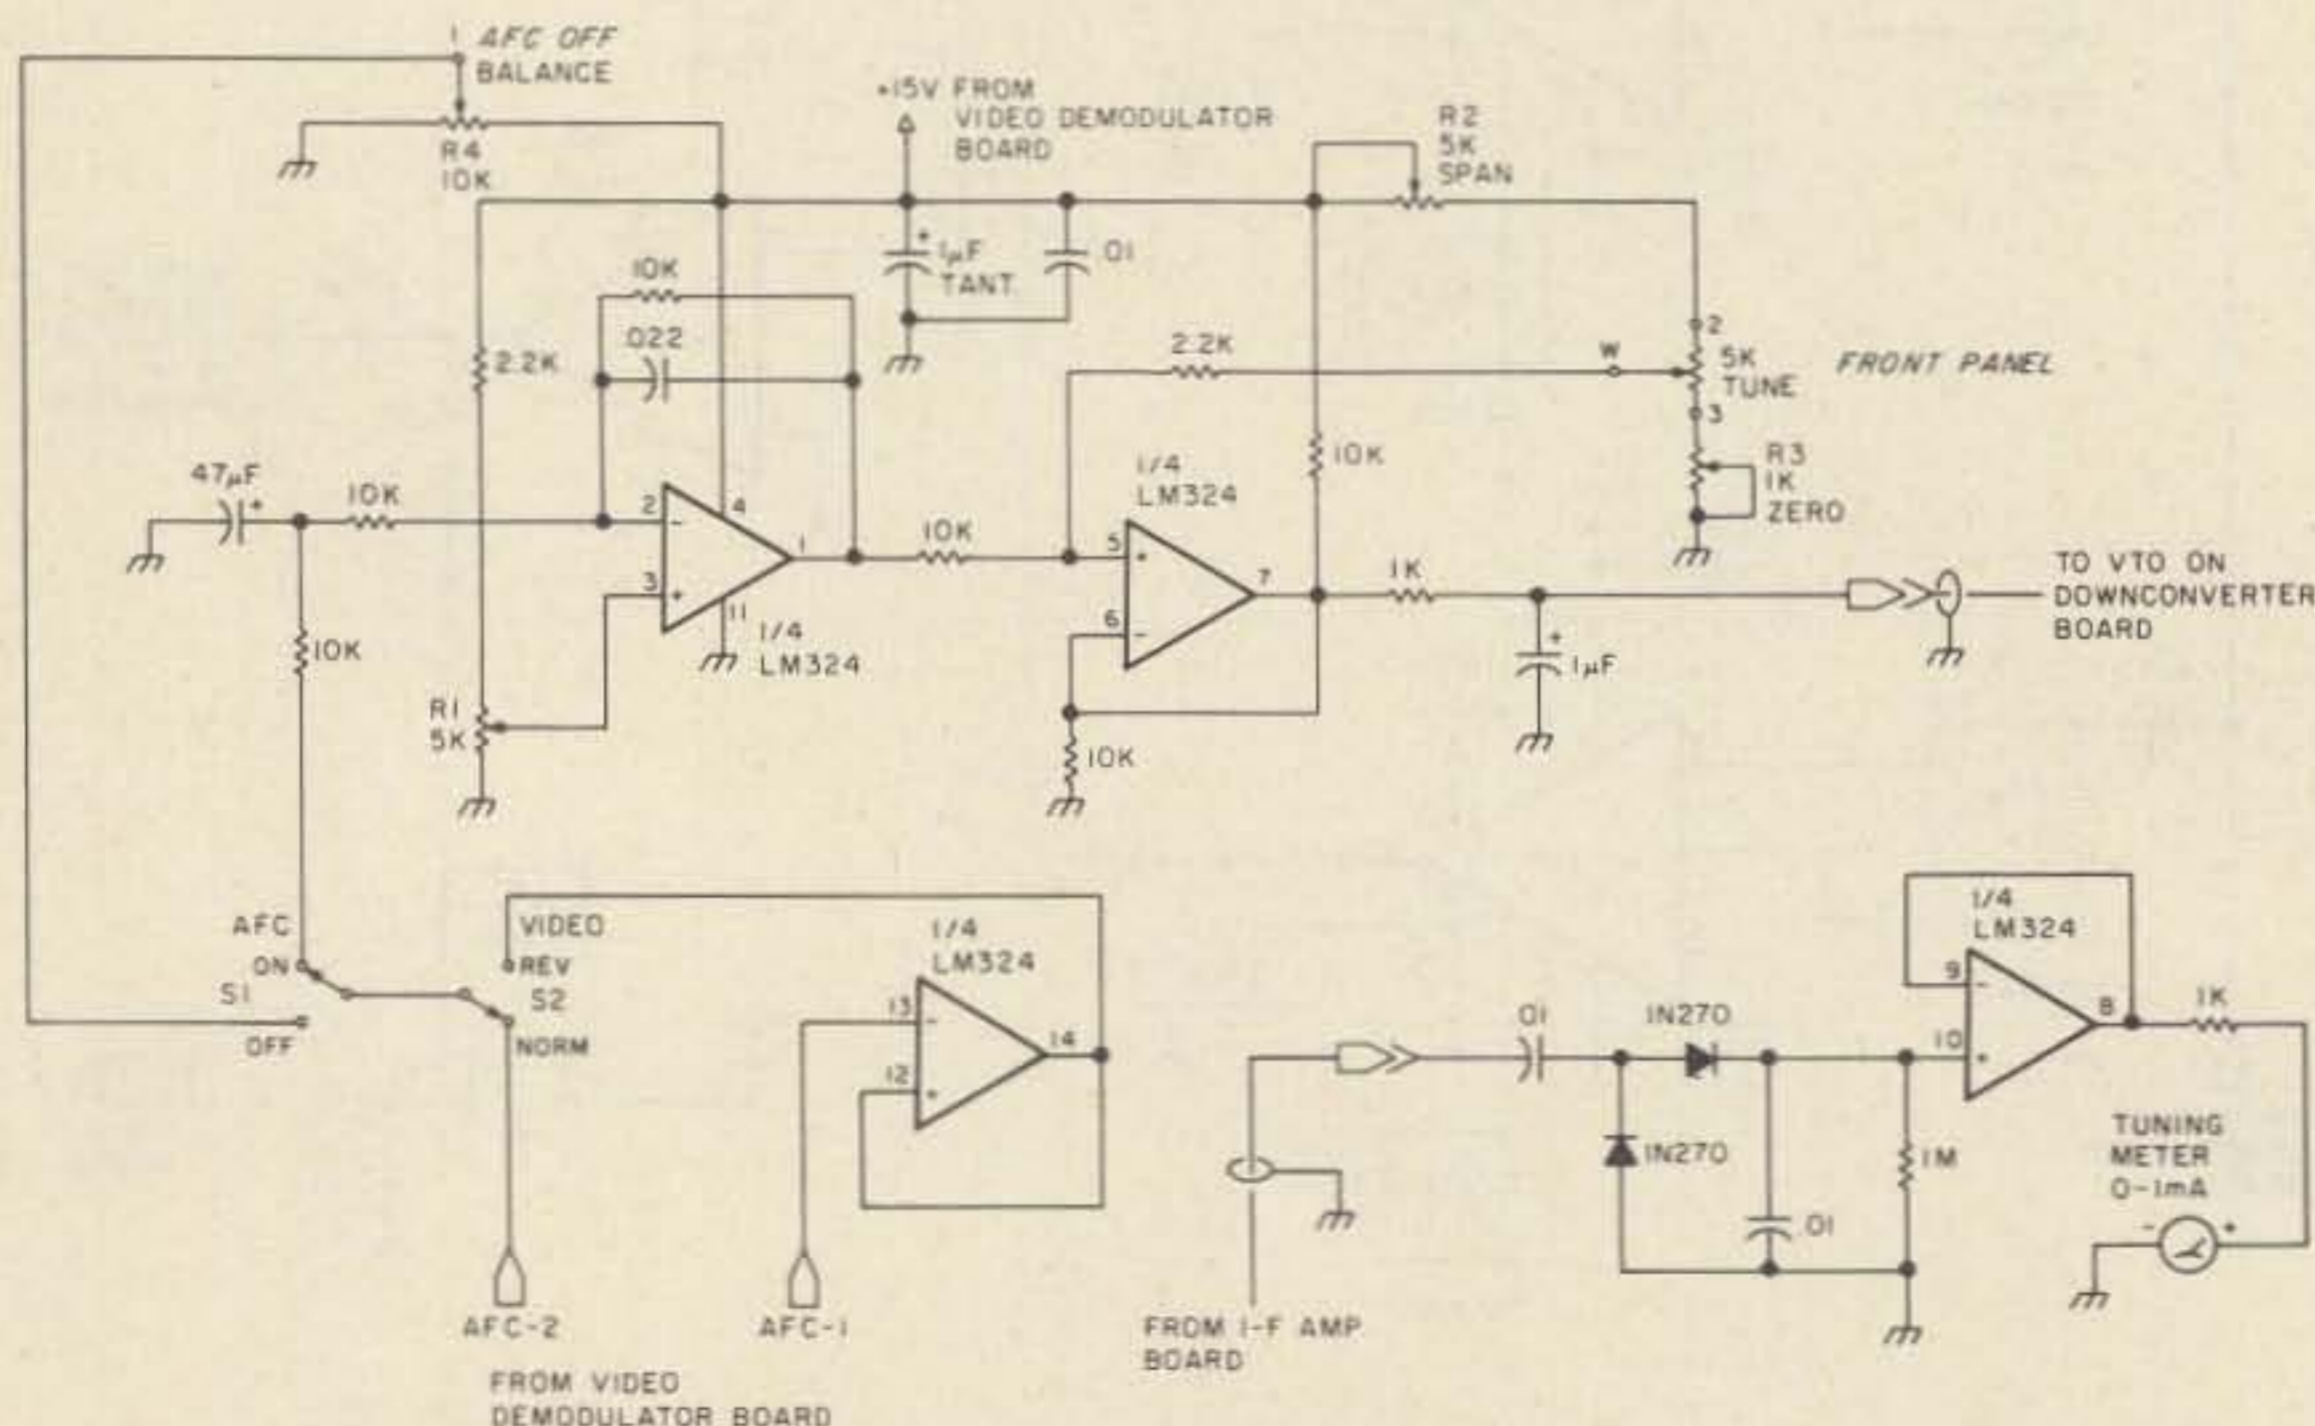 1 AFC OFF
BALANCE
R4
10K
+15V FROM
VIDEO DEMODULATOR
BOARD
R2
5K
SPAN
+
1µF
TANT.
.01
10K
.022
2.2K
2.2K
W
2
5K
TUNE
3
FRONT PANEL
R3
1K
ZERO
47µF
+
10K
10K
2
-
3
+
4
11
1
1/4
LM324
R1
5K
10K
1/4
LM324
5
+
6
-
7
10K
10K
1K
+
1µF
TO VTO ON
DOWNCONVERTER
BOARD
AFC
ON
S1
OFF
VIDEO
REV
S2
NORM
1/4
LM324
13
-
12
+
14
AFC-2
AFC-1
FROM VIDEO
DEMODULATOR BOARD
FROM I-F AMP
BOARD
.01
1N270
1N270
.01
1M
1/4
LM324
9
-
10
+
8
1K
TUNING
METER
0-1mA
-
+